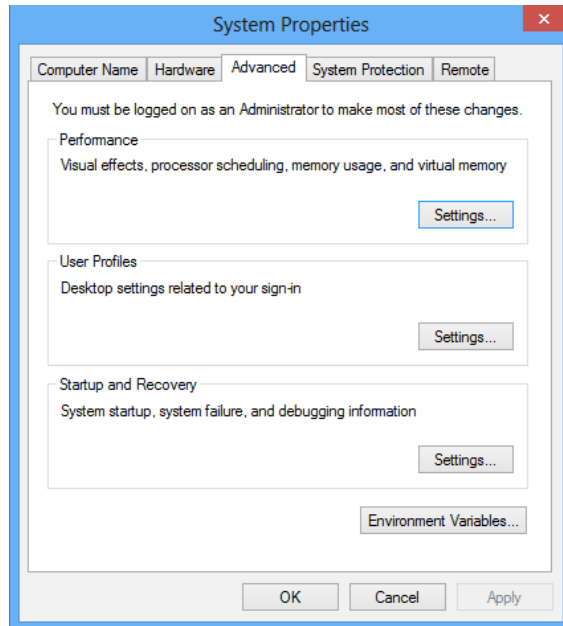 System Properties
Computer Name Hardware Advanced System Protection Remote
You must be logged on as an Administrator to make most of these changes.
Performance
Visual effects, processor scheduling, memory usage, and virtual memory
Settings...
User Profiles
Desktop settings related to your sign-in
Settings...
Startup and Recovery
System startup, system failure, and debugging information
Settings...
Environment Variables...
OK Cancel Apply